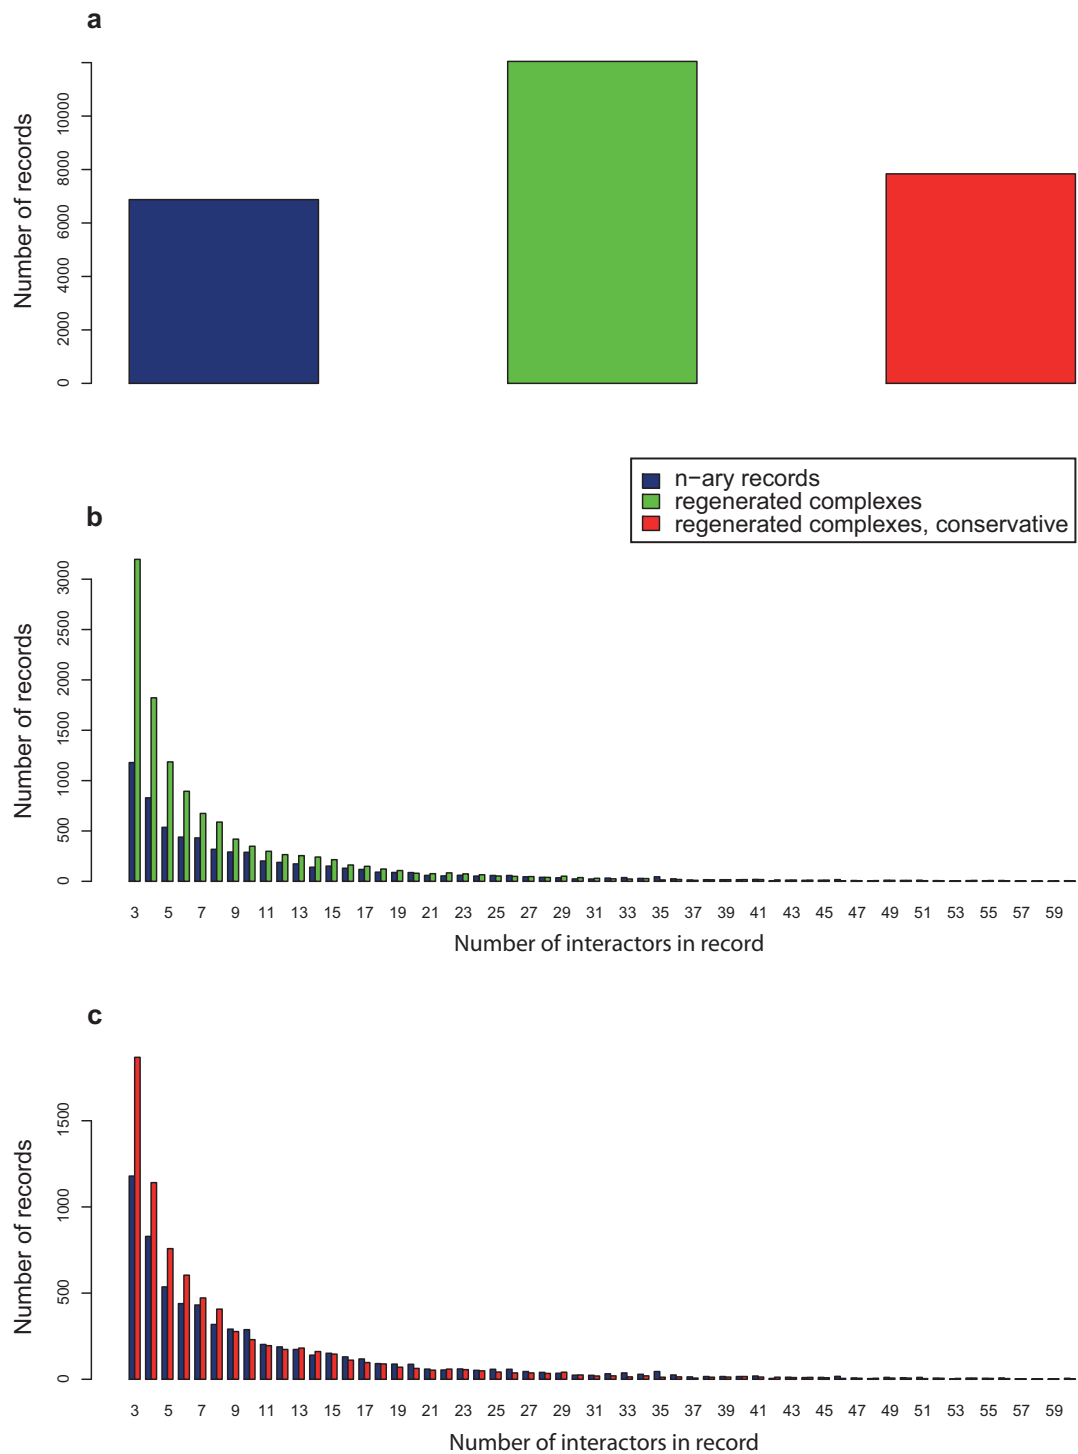 a
Number of records
0 2000 4000 6000 8000 10000
n−ary records
regenerated complexes
regenerated complexes, conservative
b
Number of records
0 500 1000 1500 2000 2500 3000
3 5 7 9 11 13 15 17 19 21 23 25 27 29 31 33 35 37 39 41 43 45 47 49 51 53 55 57 59
Number of interactors in record
c
Number of records
0 500 1000 1500
3 5 7 9 11 13 15 17 19 21 23 25 27 29 31 33 35 37 39 41 43 45 47 49 51 53 55 57 59
Number of interactors in record